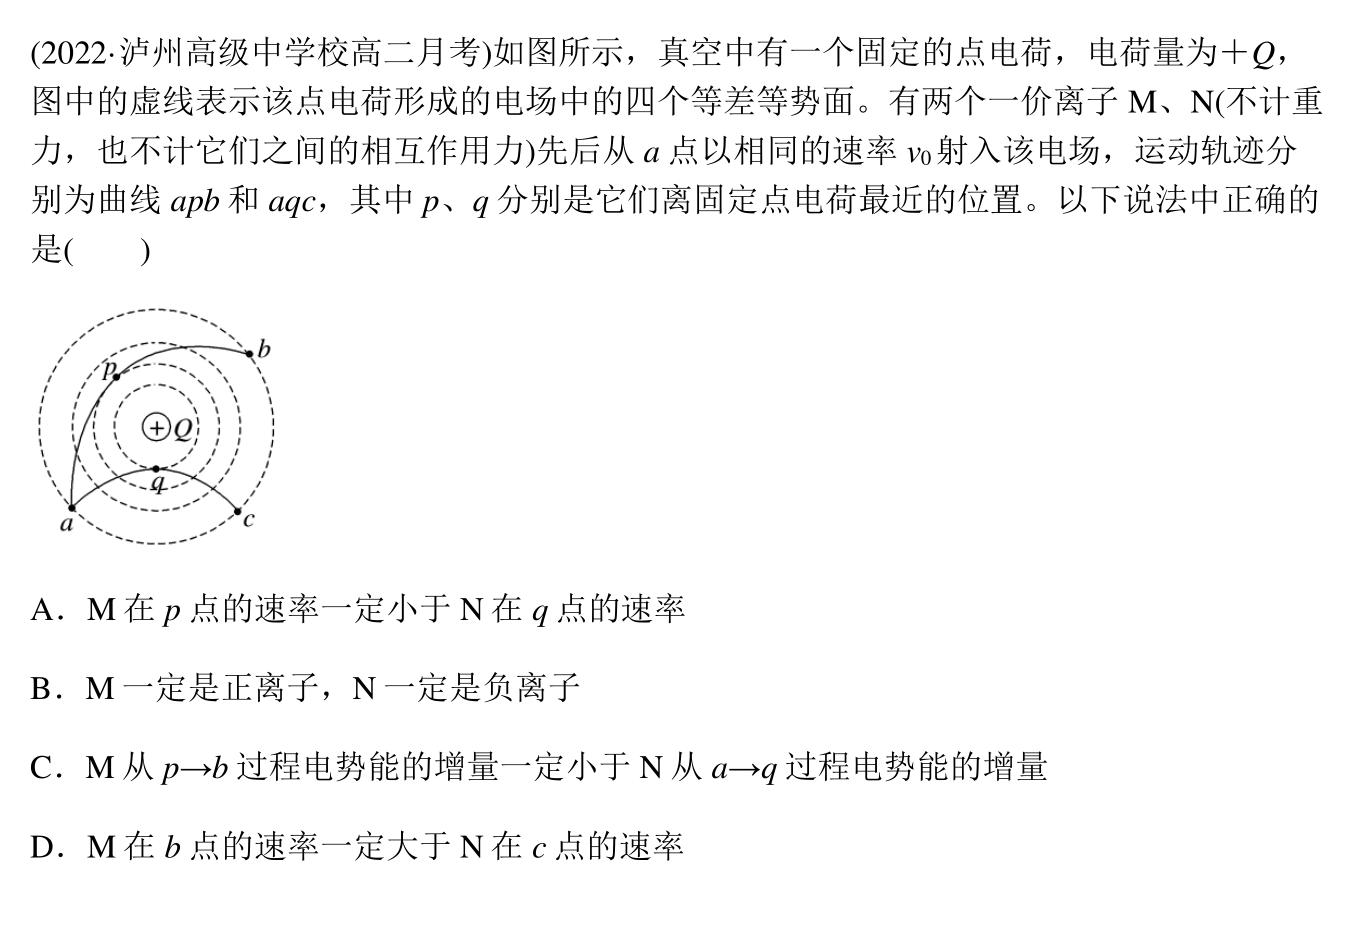 (2022·泸州高级中学校高二月考)如图所示，真空中有一个固定的点电荷，电荷量为＋Q，
图中的虚线表示该点电荷形成的电场中的四个等差等势面。有两个一价离子 M、N(不计重
力，也不计它们之间的相互作用力)先后从 a 点以相同的速率 v₀射入该电场，运动轨迹分
别为曲线 apb 和 aqc，其中 p、q 分别是它们离固定点电荷最近的位置。以下说法中正确的
是(　　)
b
p
+ Q
q
a
c
A．M 在 p 点的速率一定小于 N 在 q 点的速率
B．M 一定是正离子，N 一定是负离子
C．M 从 p→b 过程电势能的增量一定小于 N 从 a→q 过程电势能的增量
D．M 在 b 点的速率一定大于 N 在 c 点的速率